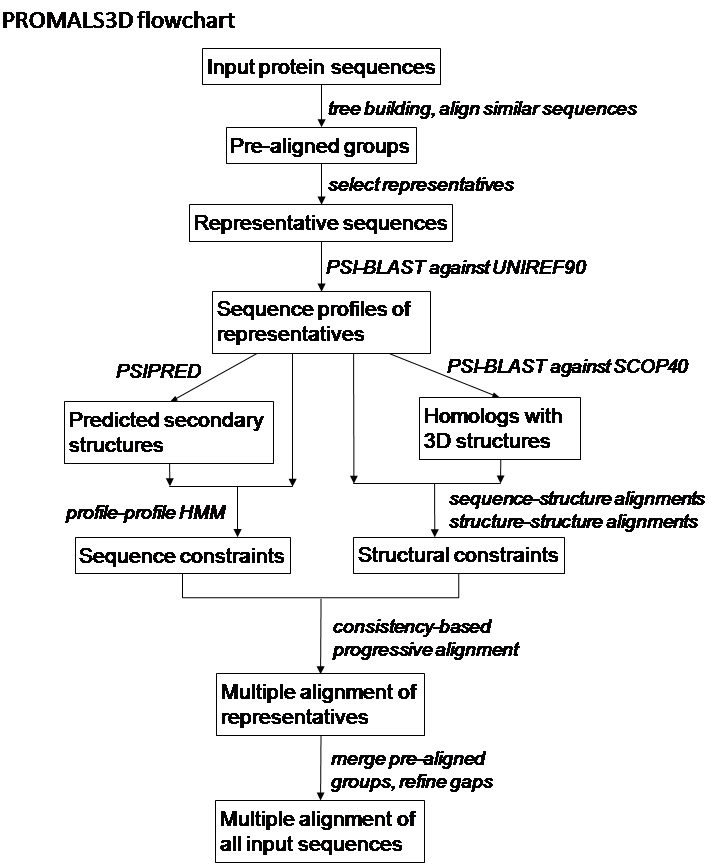 PROMALS3D flowchart
Input protein sequences
tree building, align similar sequences
Pre-aligned groups
select representatives
Representative sequences
PSI-BLAST against UNIREF90
Sequence profiles of
representatives
PSIPRED
PSI-BLAST against SCOP40
Predicted secondary
structures
Homologs with
3D structures
profile-profile HMM
sequence-structure alignments
structure-structure alignments
Sequence constraints
Structural constraints
consistency-based
progressive alignment
Multiple alignment of
representatives
merge pre-aligned
groups, refine gaps
Multiple alignment of
all input sequences